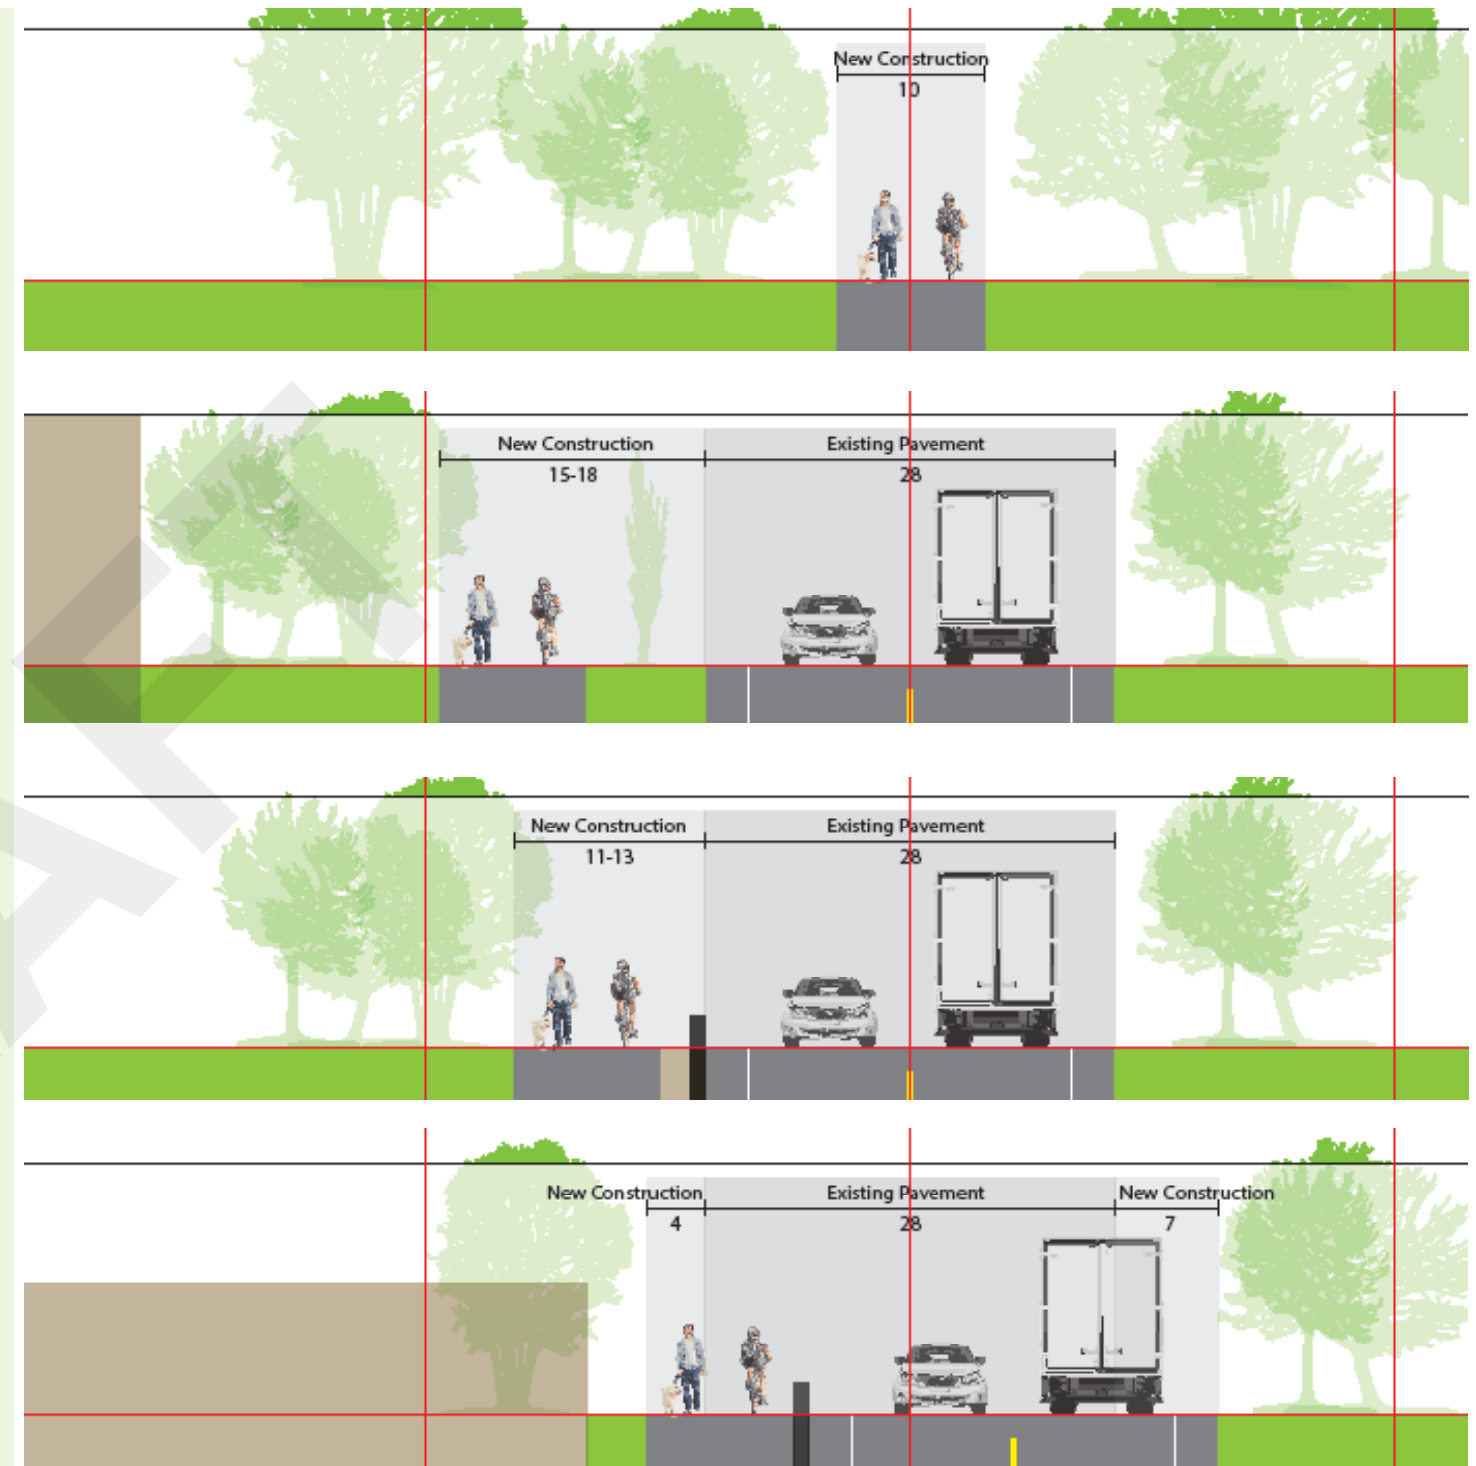 New Construction
10
New Construction
Existing Pavement
15-18
28
New Construction
Existing Pavement
11-13
28
New Construction
Existing Pavement
New Construction
4
28
7